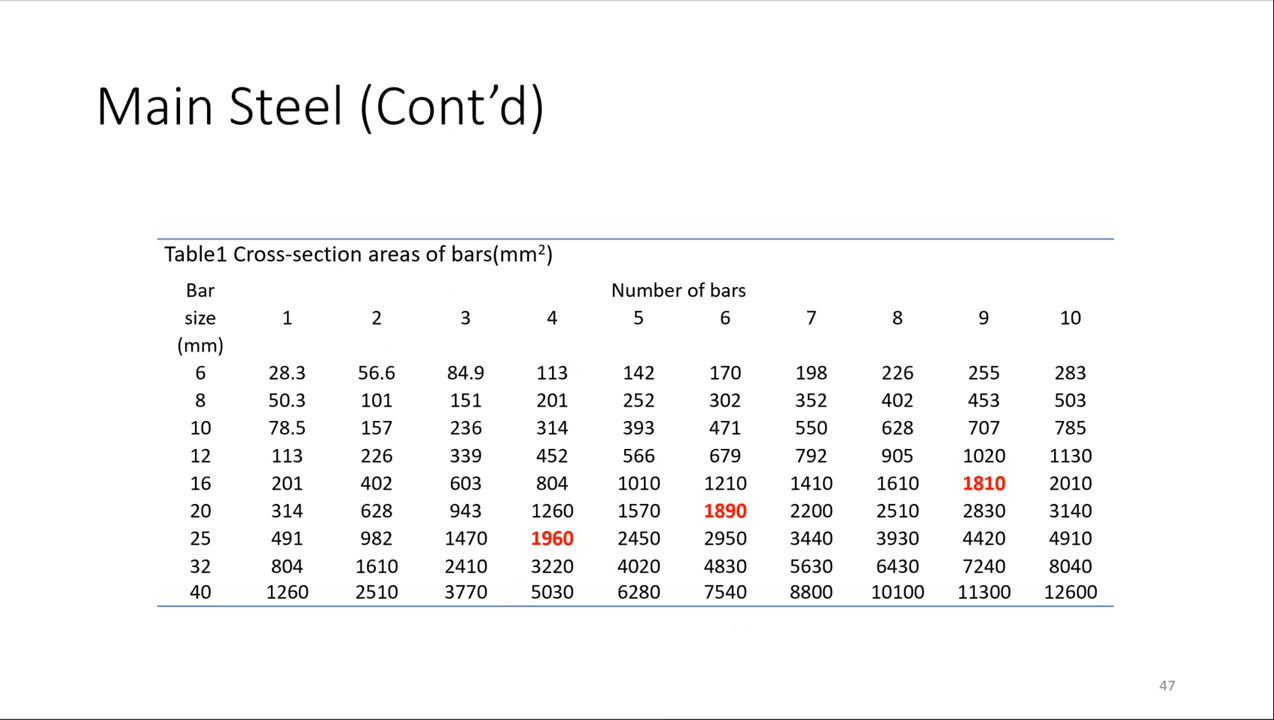 Main Steel (Cont’d)
Table1 Cross-section areas of bars(mm²)
Bar Number of bars
size 1 2 3 4 5 6 7 8 9 10
(mm)
6 28.3 56.6 84.9 113 142 170 198 226 255 283
8 50.3 101 151 201 252 302 352 402 453 503
10 78.5 157 236 314 393 471 550 628 707 785
12 113 226 339 452 566 679 792 905 1020 1130
16 201 402 603 804 1010 1210 1410 1610 1810 2010
20 314 628 943 1260 1570 1890 2200 2510 2830 3140
25 491 982 1470 1960 2450 2950 3440 3930 4420 4910
32 804 1610 2410 3220 4020 4830 5630 6430 7240 8040
40 1260 2510 3770 5030 6280 7540 8800 10100 11300 12600
47